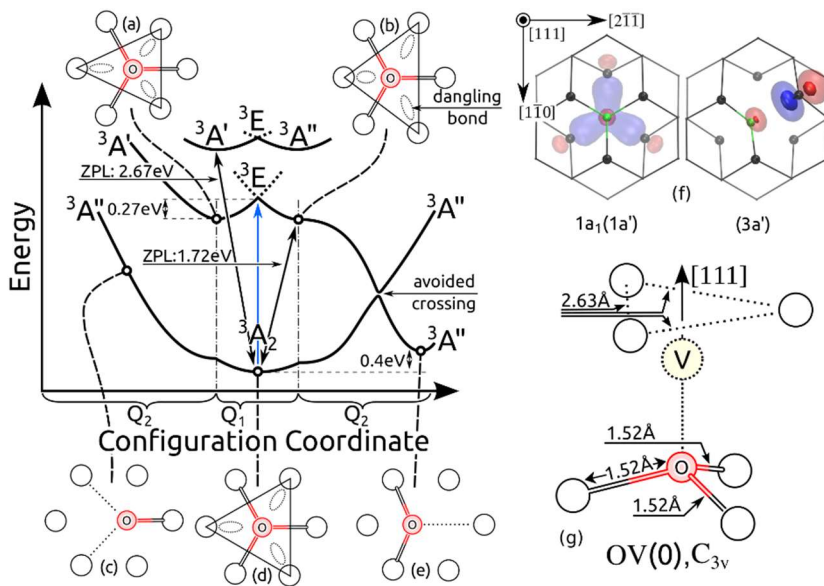 (a)
O
(b)
O
dangling
bond
[111]
[2̄1̄1̄]
[11̄0]
1a₁(1a')
(f)
(3a')
Energy
³A'
³E
³A"
³A'
ZPL: 2.67eV
³E
0.27eV
³A"
³A"
ZPL:1.72eV
avoided
crossing
³A₂
³A"
0.4eV
Q₂
Q₁
Q₂
Configuration Coordinate
O
(c)
O
(d)
O
(e)
[111]
2.63Å
V
1.52Å
1.52Å
O
1.52Å
(g)
OV(0),C₃ᵥ